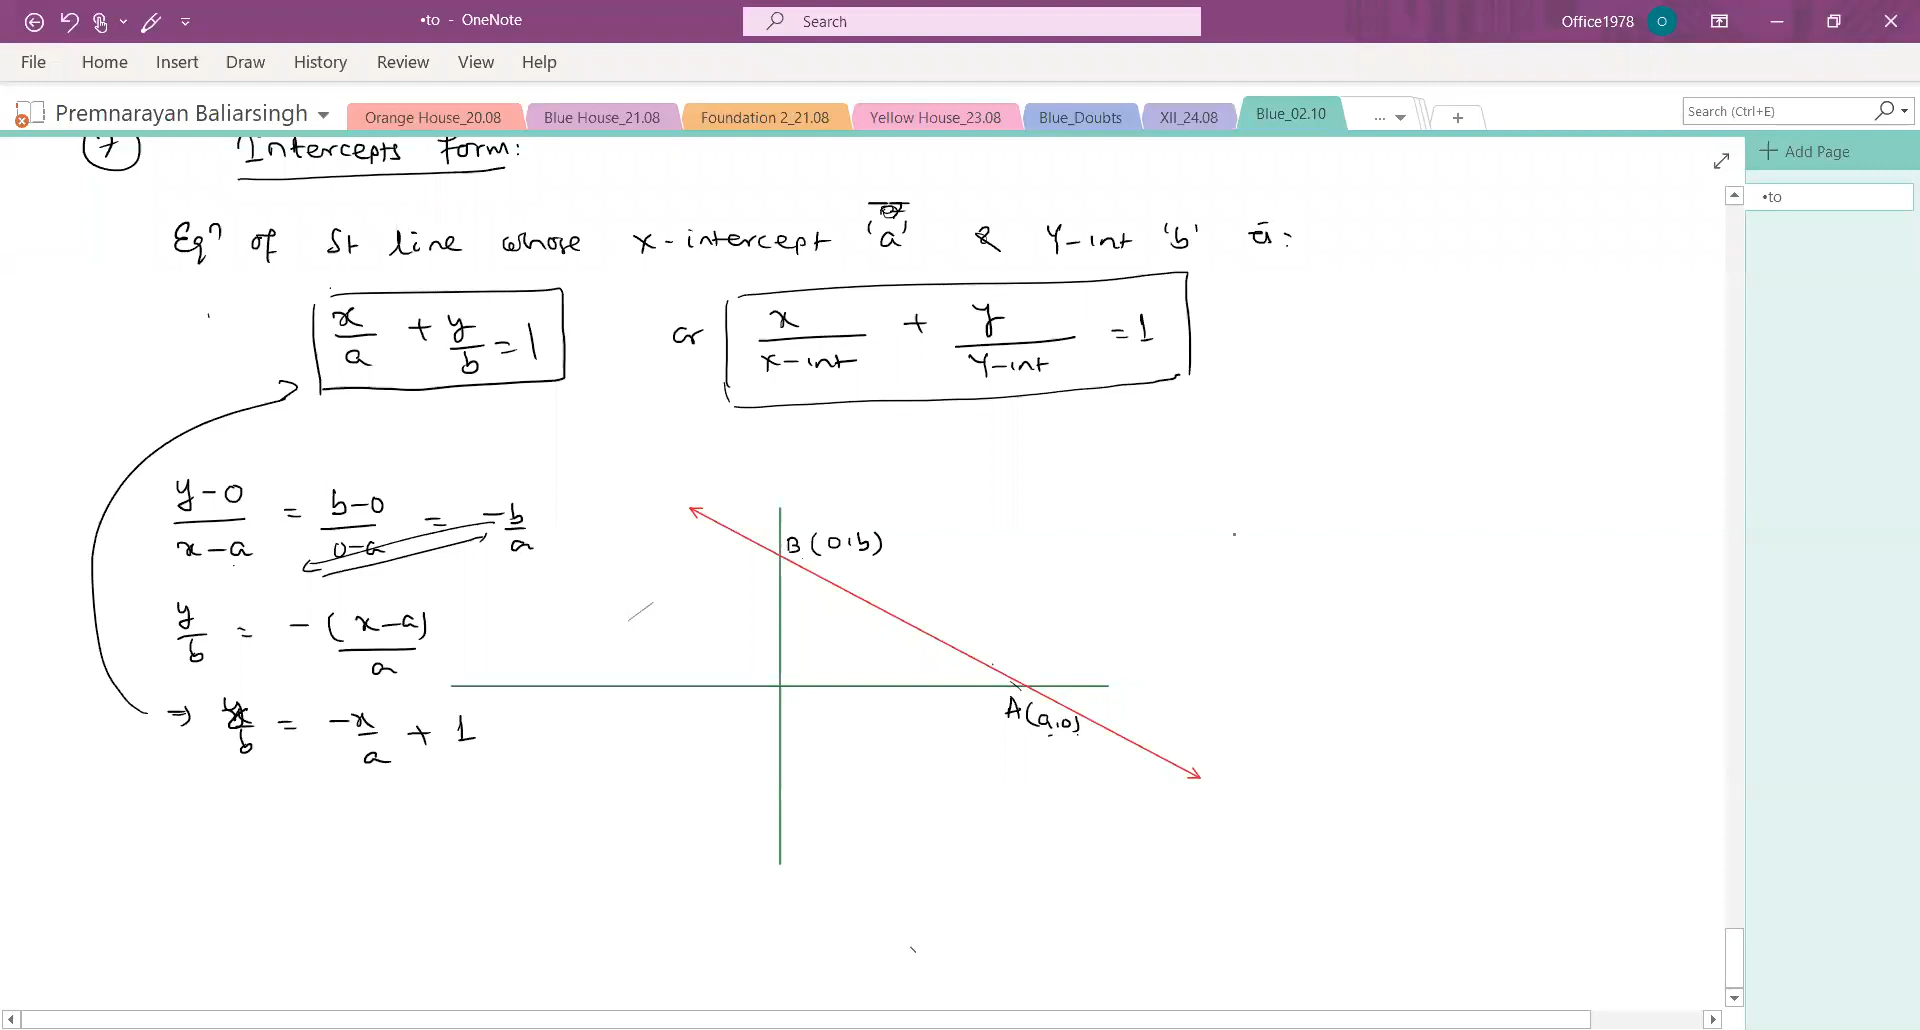 •to - OneNote
Search
Office1978
O
File Home Insert Draw History Review View Help
Premnarayan Baliarsingh
Orange House_20.08
Blue House_21.08
Foundation 2_21.08
Yellow House_23.08
Blue_Doubts
XII_24.08
Blue_02.10
...
+
Search (Ctrl+E)
Add Page
•to
7 Intercepts form:
Eqn of St line whose x-intercept 'a' & Y-int 'b' is:
x/a + y/b = 1 or x/x-int + y/Y-int = 1
y-0/x-a = b-0/0-a = -b/a
y/b = -(x-a)/a
⇒ y/b = -x/a + 1
B(0,b)
A(a,0)